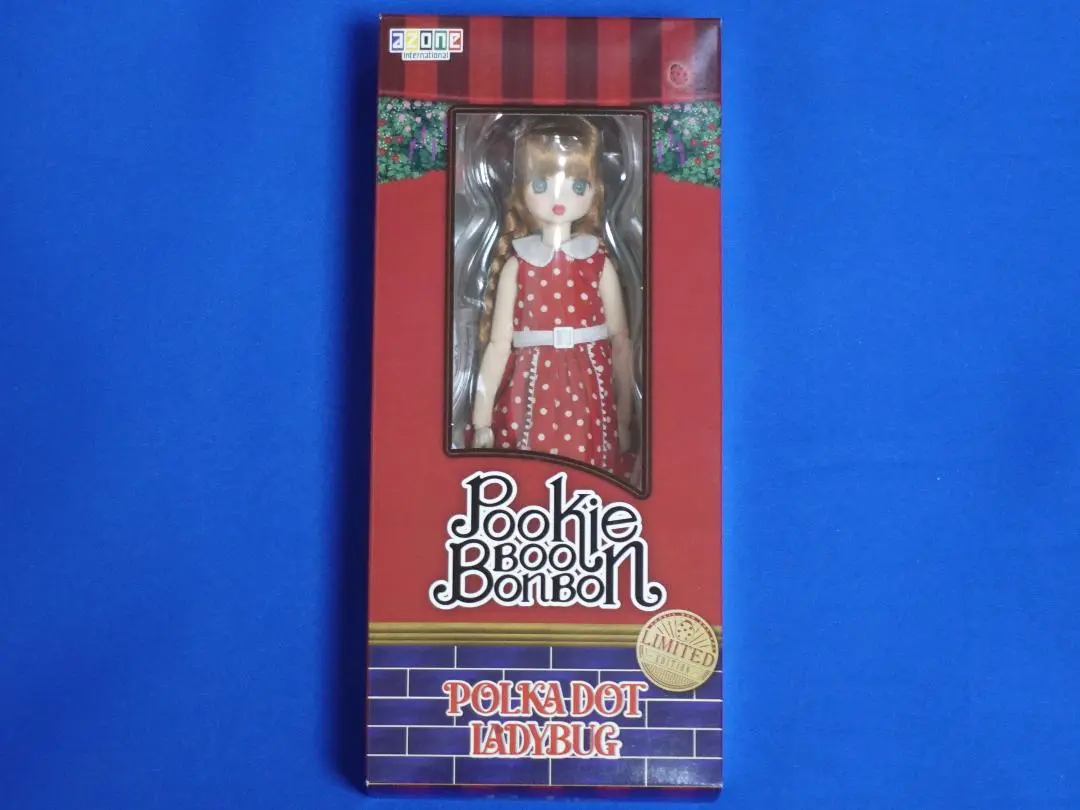 azone
international
Pookie
BOO
BonBon
LIMITED
EDITION
POLKA DOT
LADYBUG